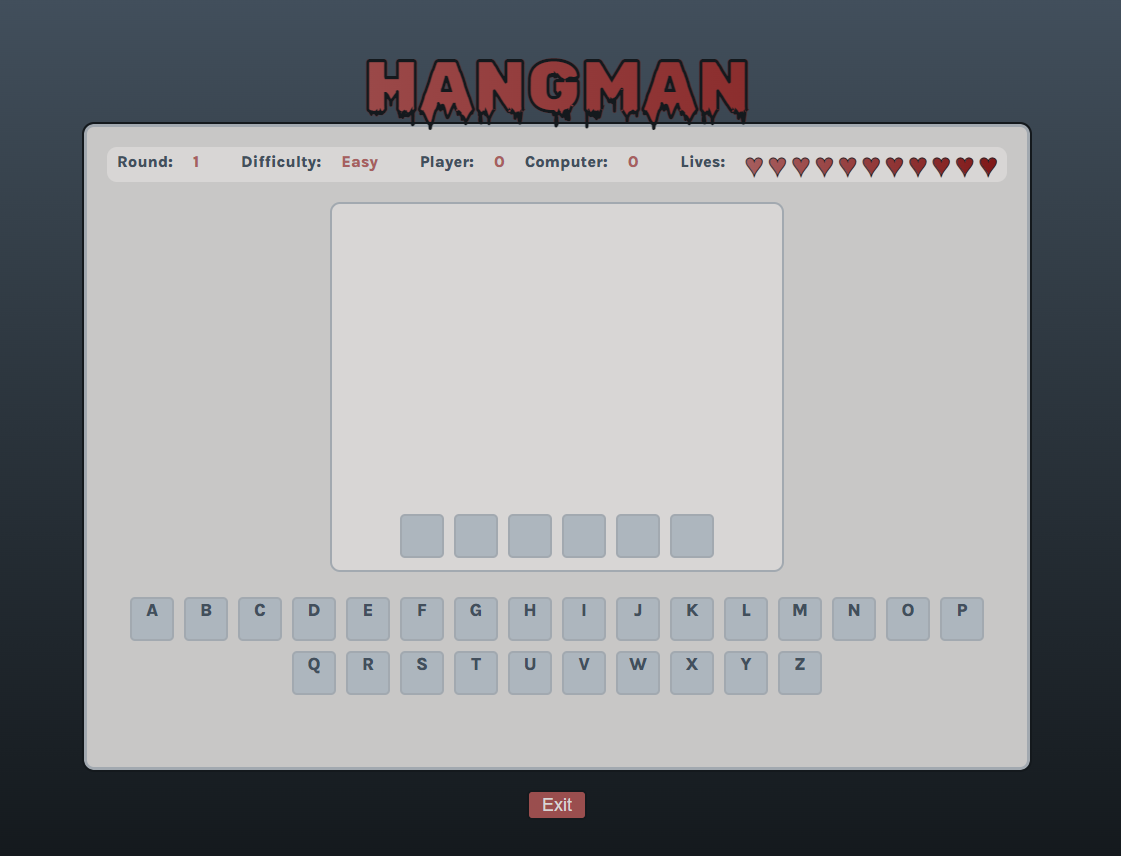 HANGMAN
Round: 1 Difficulty: Easy Player: 0 Computer: 0 Lives:
A B C D E F G H I J K L M N O P
Q R S T U V W X Y Z
Exit